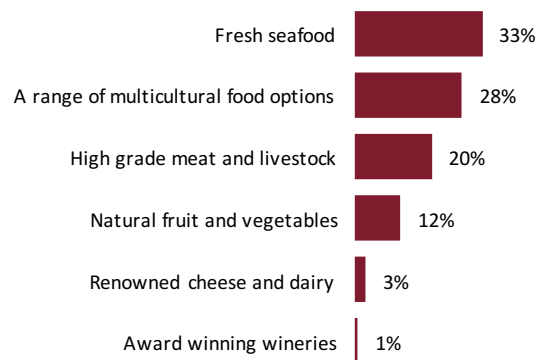 Fresh seafood 33%
A range of multicultural food options 28%
High grade meat and livestock 20%
Natural fruit and vegetables 12%
Renowned cheese and dairy 3%
Award winning wineries 1%